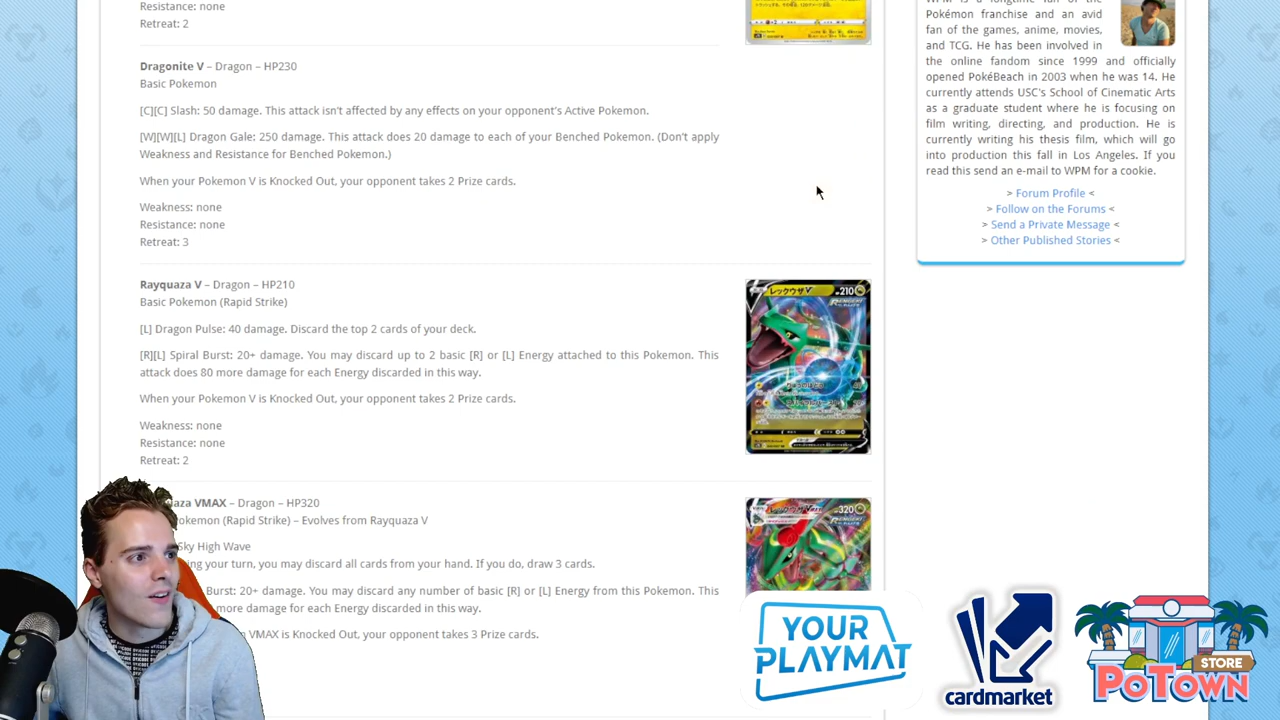 Resistance: none
Retreat: 2
Dragonite V – Dragon – HP230
Basic Pokemon
[C][C] Slash: 50 damage. This attack isn't affected by any effects on your opponent's Active Pokemon.
[W][W][L] Dragon Gale: 250 damage. This attack does 20 damage to each of your Benched Pokemon. (Don't apply
Weakness and Resistance for Benched Pokemon.)
When your Pokemon V is Knocked Out, your opponent takes 2 Prize cards.
Weakness: none
Resistance: none
Retreat: 3
Rayquaza V – Dragon – HP210
Basic Pokemon (Rapid Strike)
[L] Dragon Pulse: 40 damage. Discard the top 2 cards of your deck.
[R][L] Spiral Burst: 20+ damage. You may discard up to 2 basic [R] or [L] Energy attached to this Pokemon. This
attack does 80 more damage for each Energy discarded in this way.
When your Pokemon V is Knocked Out, your opponent takes 2 Prize cards.
Weakness: none
Resistance: none
Retreat: 2
レックウザV 210
uaza VMAX – Dragon – HP320
Pokemon (Rapid Strike) – Evolves from Rayquaza V
Sky High Wave
ing your turn, you may discard all cards from your hand. If you do, draw 3 cards.
Burst: 20+ damage. You may discard any number of basic [R] or [L] Energy from this Pokemon. This
more damage for each Energy discarded in this way.
VMAX is Knocked Out, your opponent takes 3 Prize cards.
320
Pokémon franchise and an avid
fan of the games, anime, movies,
and TCG. He has been involved in
the online fandom since 1999 and officially
opened PokéBeach in 2003 when he was 14. He
currently attends USC's School of Cinematic Arts
as a graduate student where he is focusing on
film writing, directing, and production. He is
currently writing his thesis film, which will go
into production this fall in Los Angeles. If you
read this send an e-mail to WPM for a cookie.
> Forum Profile <
> Follow on the Forums <
> Send a Private Message <
> Other Published Stories <
YOUR
PLAYMAT
cardmarket
STORE
PoTOWN